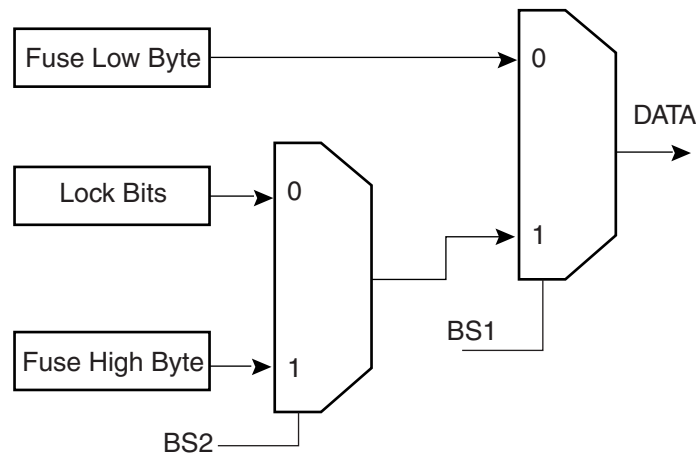 Fuse Low Byte
0
DATA
Lock Bits
0
1
BS1
Fuse High Byte
1
BS2